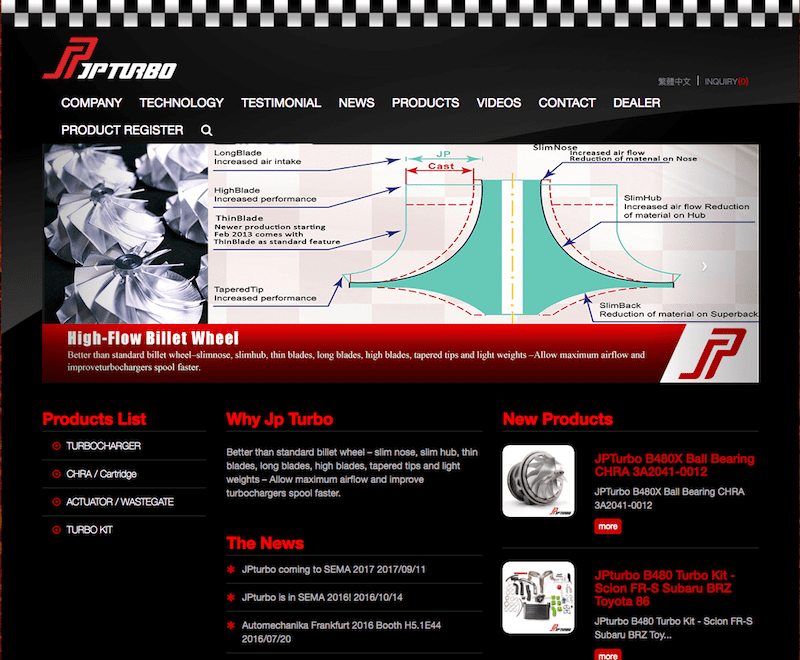 JP TURBO
繁體中文 | INQUIRY(0)
COMPANY TECHNOLOGY TESTIMONIAL NEWS PRODUCTS VIDEOS CONTACT DEALER
PRODUCT REGISTER
LongBlade
Increased air intake
HighBlade
Increased performance
ThinBlade
Newer production starting
Feb 2013 comes with
ThinBlade as standard feature
TaperedTip
Increased performance
JP
Cast
SlimNose
Increased air flow
Reduction of matenal on Nose
SlimHub
Increased air flow Reduction
of material on Hub
SlimBack
Reduction of material on Superback
High-Flow Billet Wheel
Better than standard billet wheel–slimnose, slimhub, thin blades, long blades, high blades, tapered tips and light weights –Allow maximum airflow and
improveturbochargers spool faster.
JP
Products List
TURBOCHARGER
CHRA / Cartridge
ACTUATOR / WASTEGATE
TURBO KIT
Why Jp Turbo
Better than standard billet wheel – slim nose, slim hub, thin
blades, long blades, high blades, tapered tips and light
weights – Allow maximum airflow and improve
turbochargers spool faster.
The News
JPturbo coming to SEMA 2017 2017/09/11
JPturbo is in SEMA 2016! 2016/10/14
Automechanika Frankfurt 2016 Booth H5.1E44
2016/07/20
New Products
JPTURBO
JPTurbo B480X Ball Bearing
CHRA 3A2041-0012
JPTurbo B480X Ball Bearing CHRA
3A2041-0012
more
JPTURBO
JPturbo B480 Turbo Kit -
Scion FR-S Subaru BRZ
Toyota 86
JPturbo B480 Turbo Kit - Scion FR-S
Subaru BRZ Toy...
more